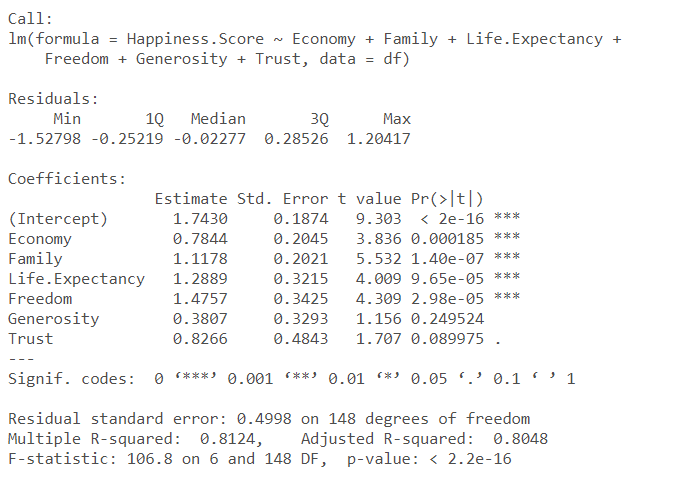 Call:
lm(formula = Happiness.Score ~ Economy + Family + Life.Expectancy +
    Freedom + Generosity + Trust, data = df)

Residuals:
     Min       1Q   Median       3Q      Max
-1.52798 -0.25219 -0.02277  0.28526  1.20417

Coefficients:
                Estimate Std. Error t value Pr(>|t|)
(Intercept)       1.7430     0.1874   9.303  < 2e-16 ***
Economy           0.7844     0.2045   3.836 0.000185 ***
Family            1.1178     0.2021   5.532 1.40e-07 ***
Life.Expectancy   1.2889     0.3215   4.009 9.65e-05 ***
Freedom           1.4757     0.3425   4.309 2.98e-05 ***
Generosity        0.3807     0.3293   1.156 0.249524
Trust             0.8266     0.4843   1.707 0.089975 .
---
Signif. codes:  0 ‘***’ 0.001 ‘**’ 0.01 ‘*’ 0.05 ‘.’ 0.1 ‘ ’ 1

Residual standard error: 0.4998 on 148 degrees of freedom
Multiple R-squared:  0.8124,    Adjusted R-squared:  0.8048
F-statistic: 106.8 on 6 and 148 DF,  p-value: < 2.2e-16